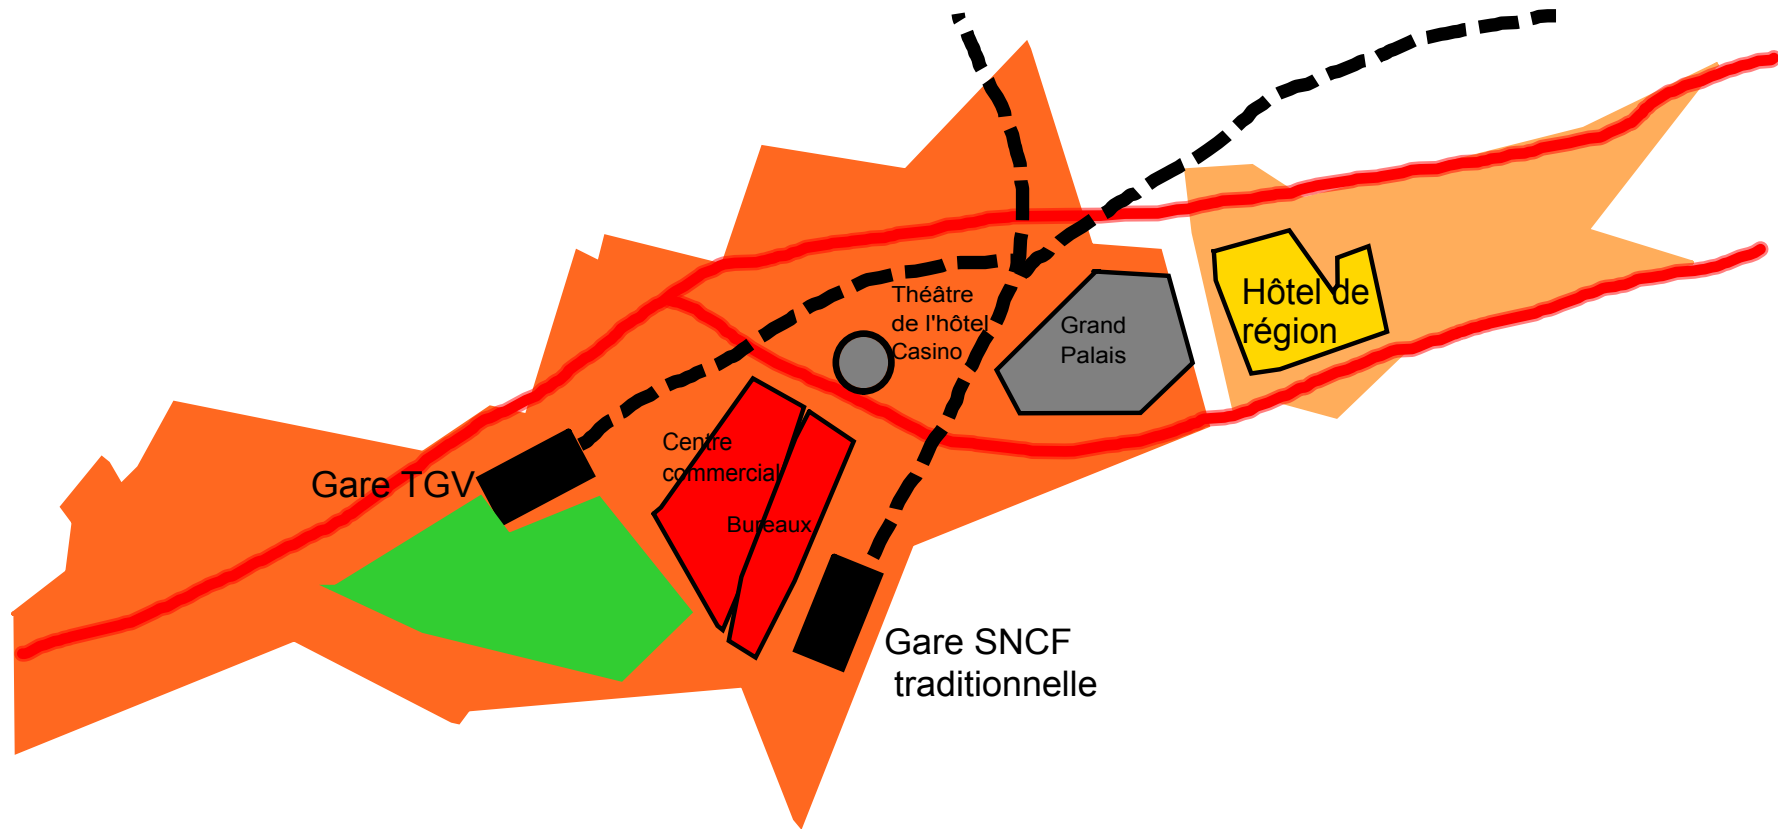 Théâtre
de l'hôtel
Casino
Grand
Palais
Hôtel de
région
Centre
commercial
Bureaux
Gare TGV
Gare SNCF
traditionnelle